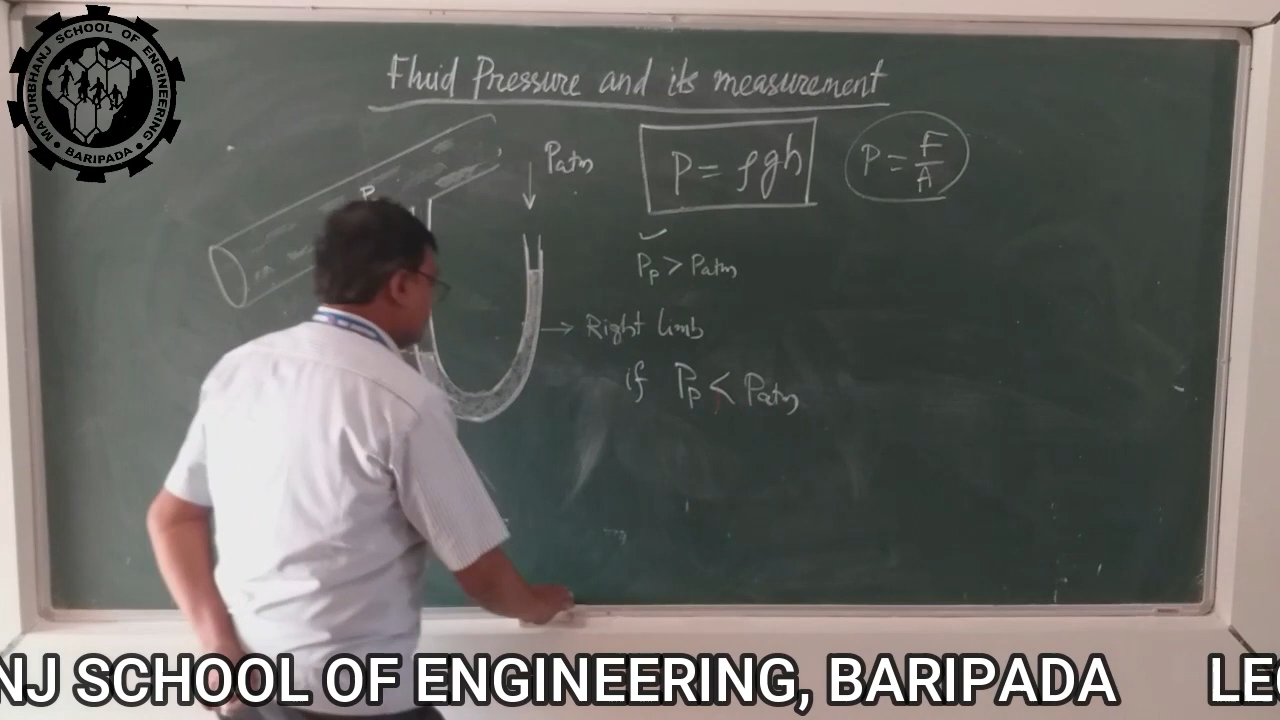 MAYURBHANJ SCHOOL OF ENGINEERING
• BARIPADA •
Fluid Pressure and its measurement
Patm
P = ρgh
P = F/A
P
Pp > Patm
Right limb
if Pp < Patm
NJ SCHOOL OF ENGINEERING, BARIPADA LE